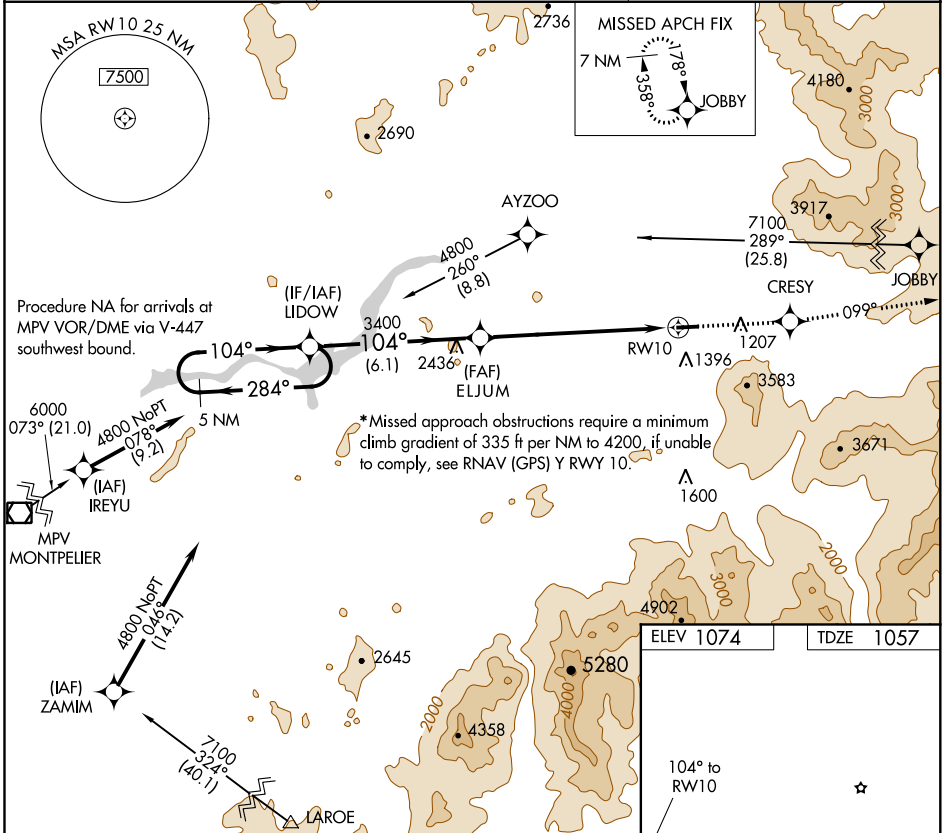 MSA RW10 25 NM
7500
2736
MISSED APCH FIX
7 NM
178°
358°
JOBBY
4180
3000
2690
AYZOO
4800
260°
(8.8)
3917
3000
7100
289°
(25.8)
JOBBY
CRESY
099°
Procedure NA for arrivals at
MPV VOR/DME via V-447
southwest bound.
(IF/IAF)
LIDOW
104°
3400
104°
(6.1)
2436
(FAF)
ELJUM
RW10
1207
1396
284°
5 NM
3583
6000
073° (21.0)
4800 NoPT
078°
(9.2)
(IAF)
IREYU
*Missed approach obstructions require a minimum
climb gradient of 335 ft per NM to 4200, if unable
to comply, see RNAV (GPS) Y RWY 10.
3671
1600
MPV
MONTPELIER
2000
3000
4902
4800 NoPT
046°
(14.2)
(IAF)
ZAMIM
2645
5280
4000
2000
4358
7100
324°
(40.1)
LAROE
ELEV 1074
TDZE 1057
104° to
RW10